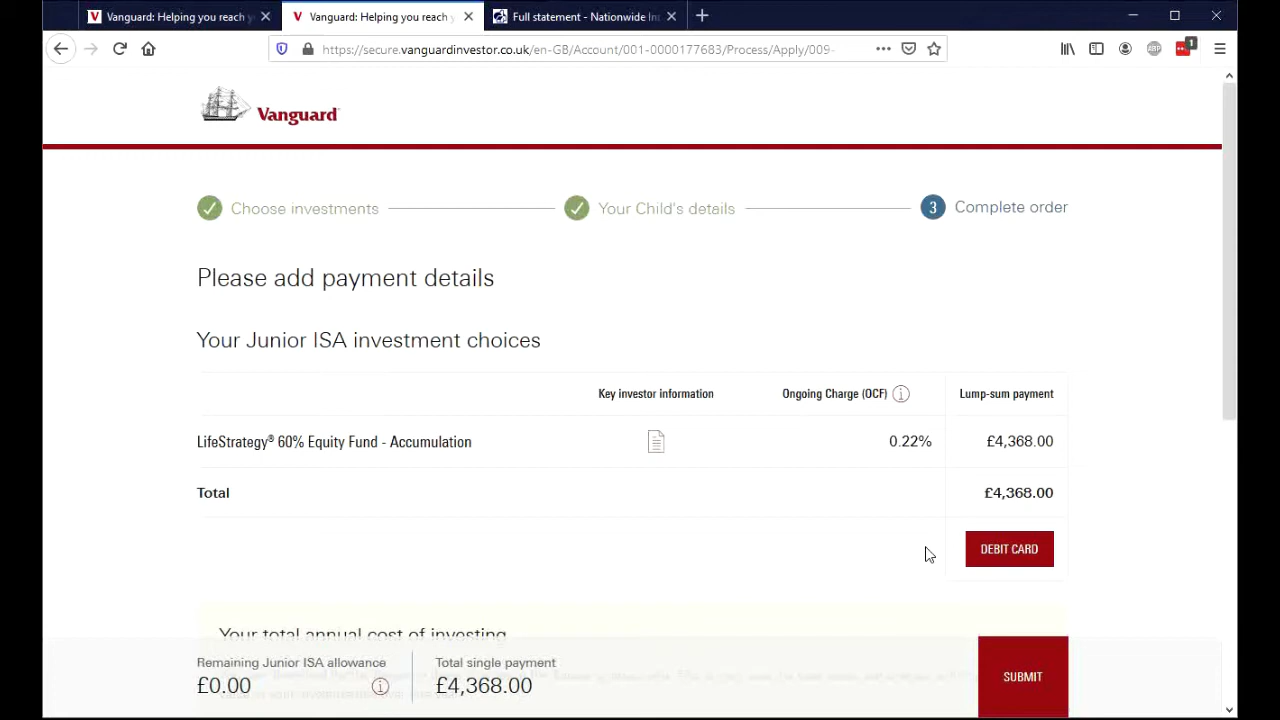 Vanguard: Helping you reach y
Vanguard: Helping you reach y
Full statement - Nationwide In
https://secure.vanguardinvestor.co.uk/en-GB/Account/001-0000177683/Process/Apply/009-
ABP
1
Vanguard
Choose investments
Your Child's details
3
Complete order
Please add payment details
Your Junior ISA investment choices
Key investor information
Ongoing Charge (OCF)
Lump-sum payment
LifeStrategy® 60% Equity Fund - Accumulation
0.22%
£4,368.00
Total
£4,368.00
DEBIT CARD
Your total annual cost of investing
Remaining Junior ISA allowance
Total single payment
£0.00
£4,368.00
SUBMIT